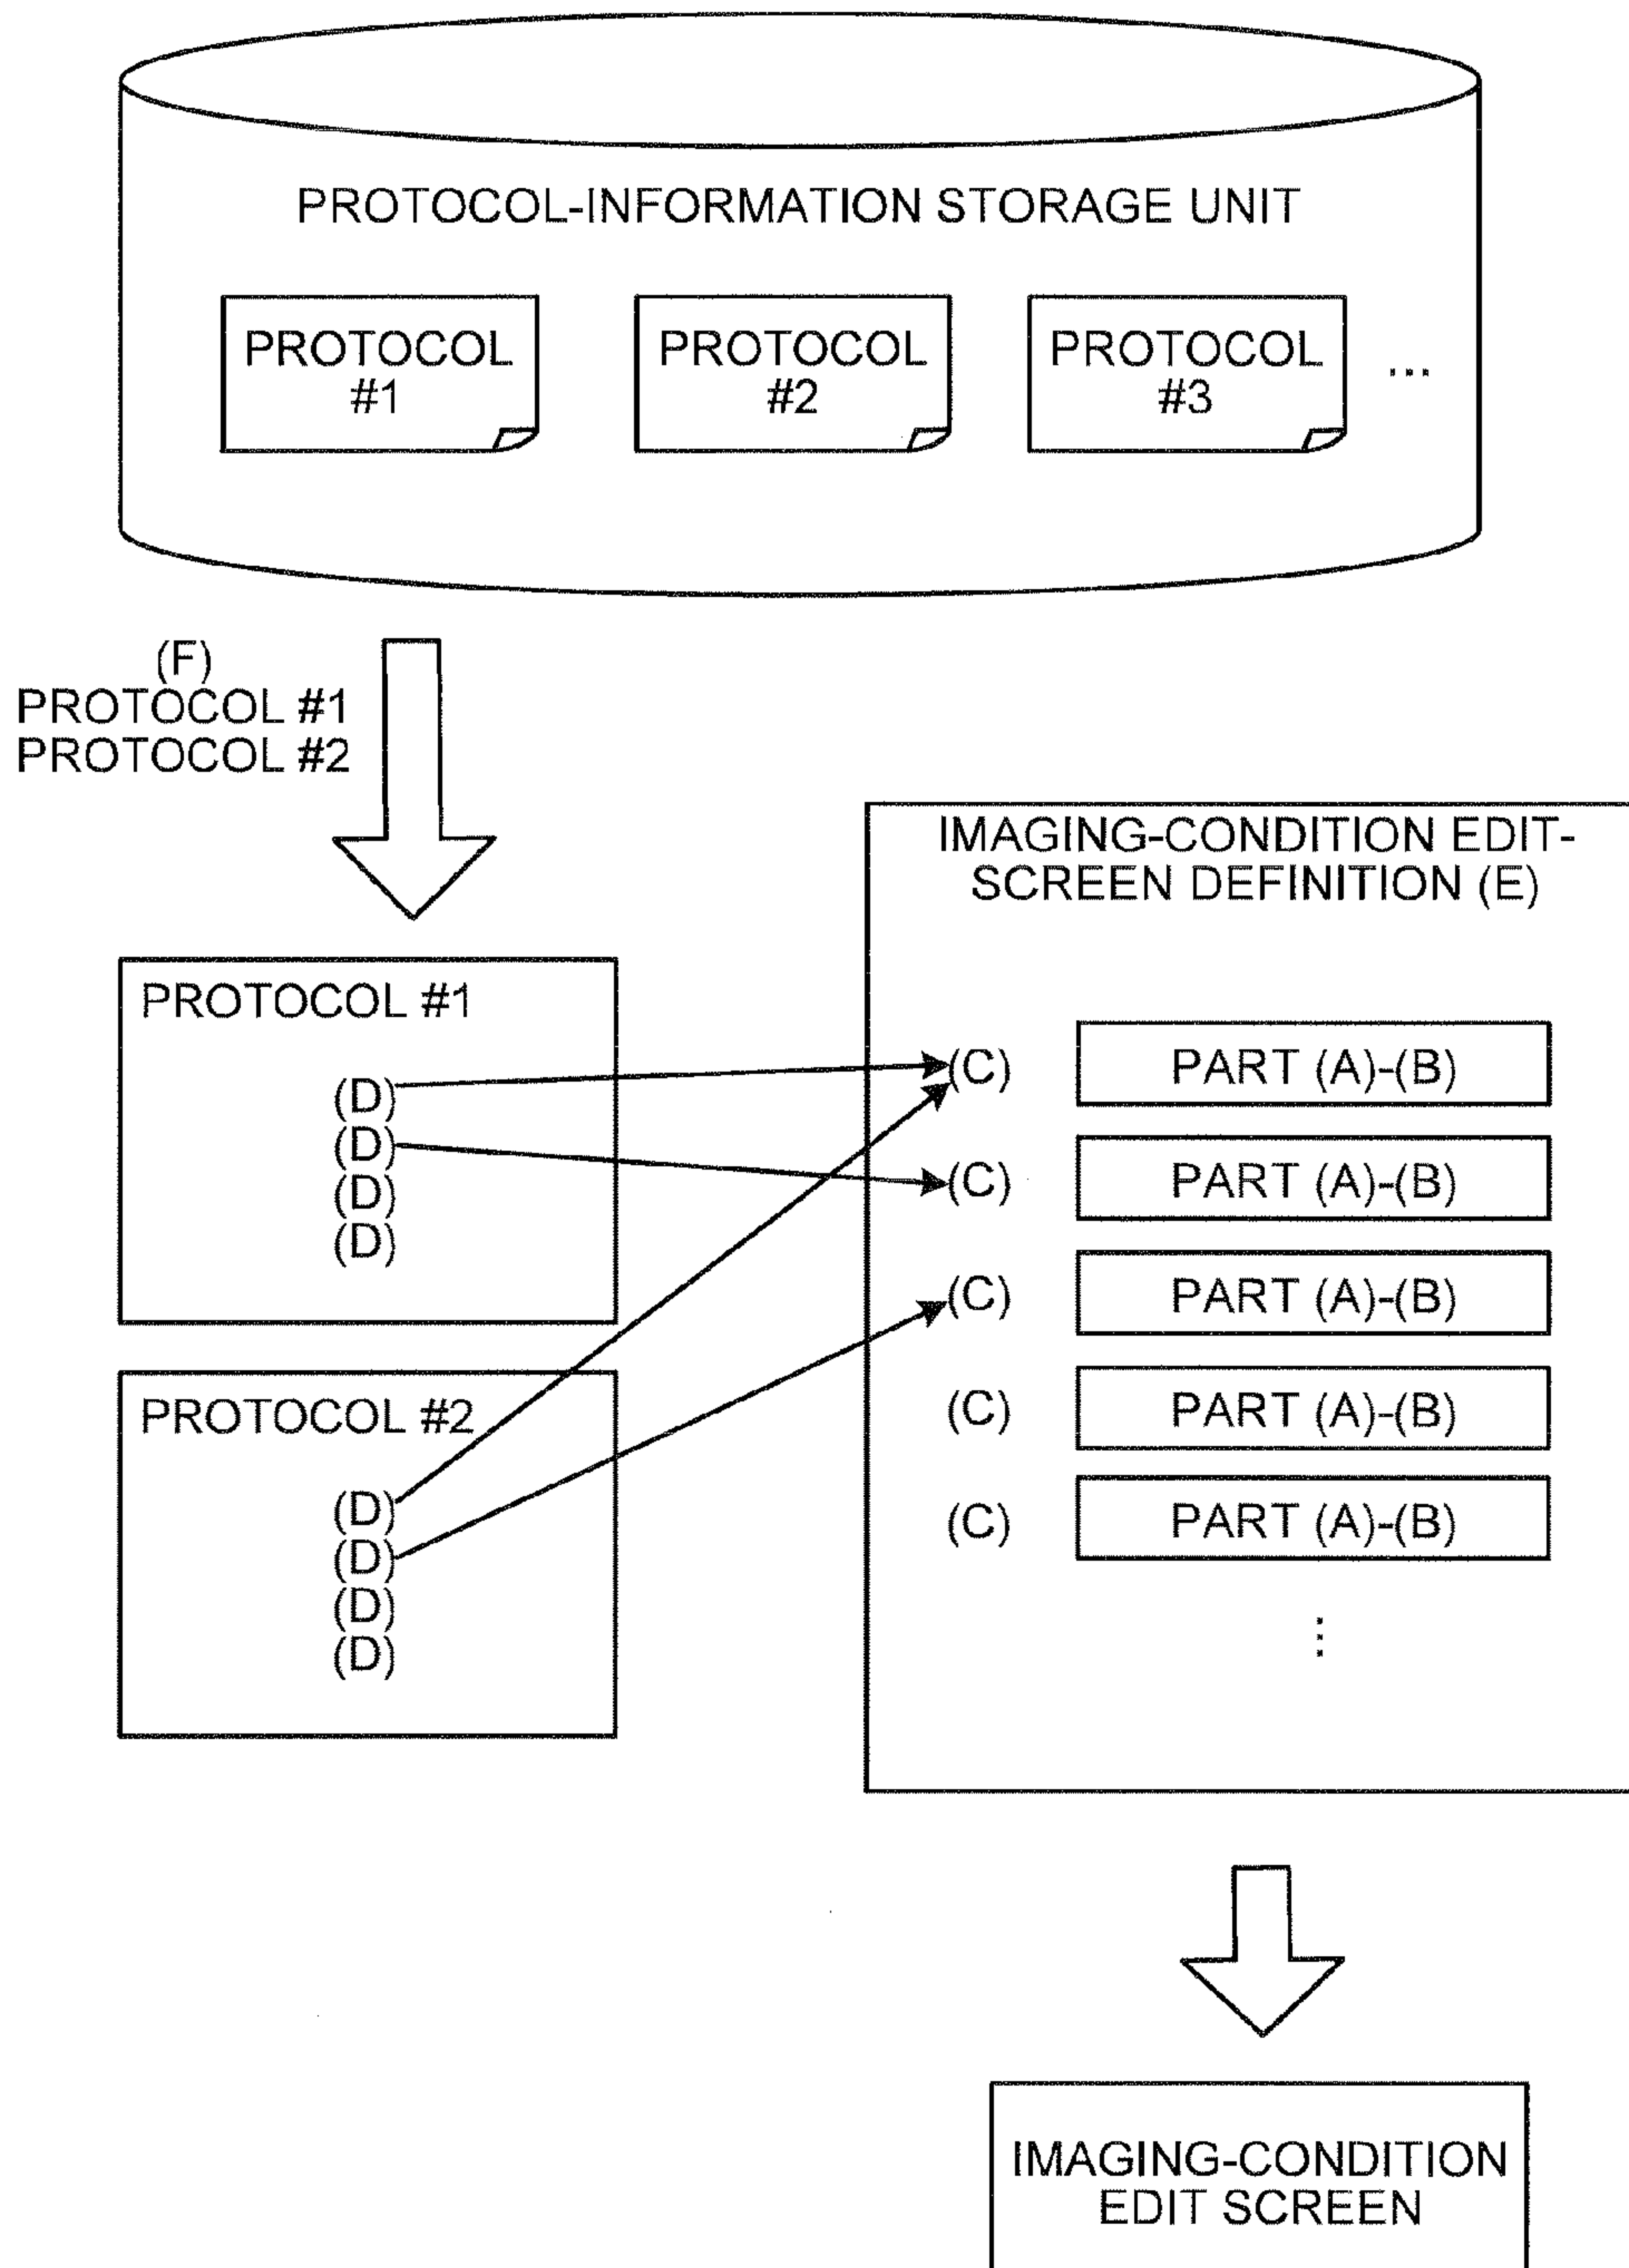 PROTOCOL-INFORMATION STORAGE UNIT
PROTOCOL
#1
PROTOCOL
#2
PROTOCOL
#3
...
(F)
PROTOCOL #1
PROTOCOL #2
PROTOCOL #1
(D)
(D)
(D)
(D)
PROTOCOL #2
(D)
(D)
(D)
(D)
IMAGING-CONDITION EDIT-
SCREEN DEFINITION (E)
(C) PART (A)-(B)
(C) PART (A)-(B)
(C) PART (A)-(B)
(C) PART (A)-(B)
(C) PART (A)-(B)
⋮
IMAGING-CONDITION
EDIT SCREEN